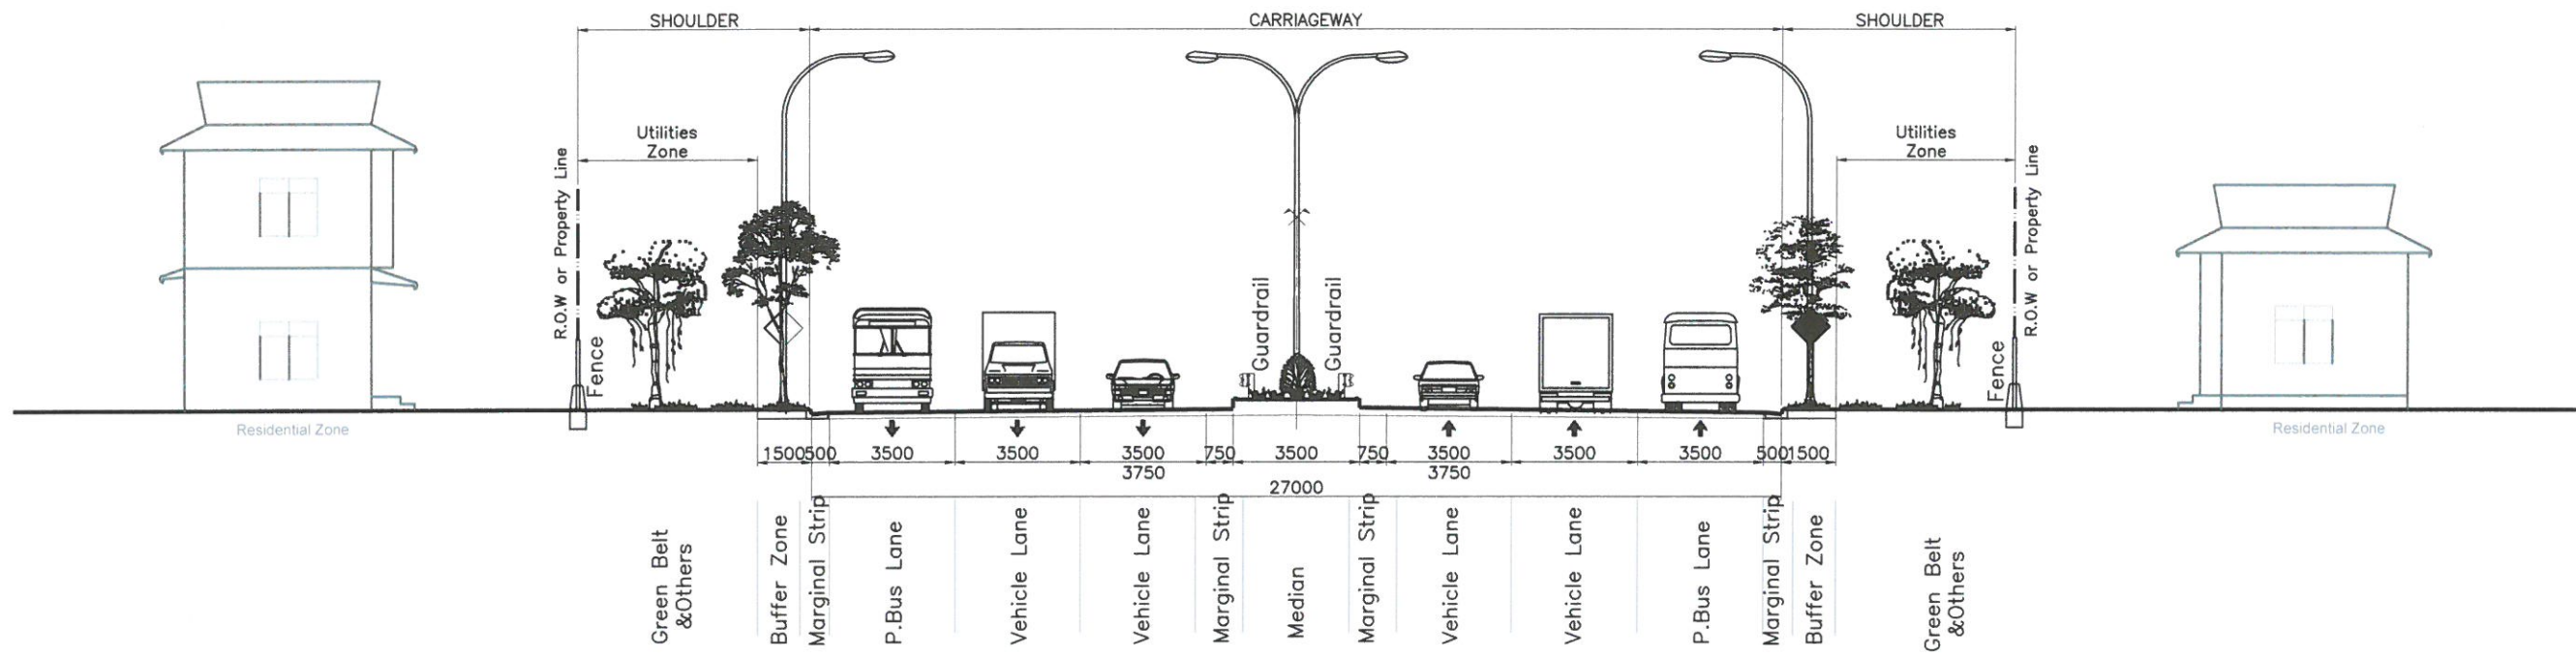 SHOULDER
CARRIAGEWAY
SHOULDER
Utilities
Zone
Utilities
Zone
R.O.W or Property Line
R.O.W or Property Line
Fence
Guardrail
Guardrail
Fence
Residential Zone
Residential Zone
1500
500
3500
3500
3500
750
3500
750
3500
3500
3500
500
1500
3750
3750
27000
Green Belt
&Others
Buffer Zone
Marginal Strip
P.Bus Lane
Vehicle Lane
Vehicle Lane
Marginal Strip
Median
Marginal Strip
Vehicle Lane
Vehicle Lane
P.Bus Lane
Marginal Strip
Buffer Zone
Green Belt
&Others